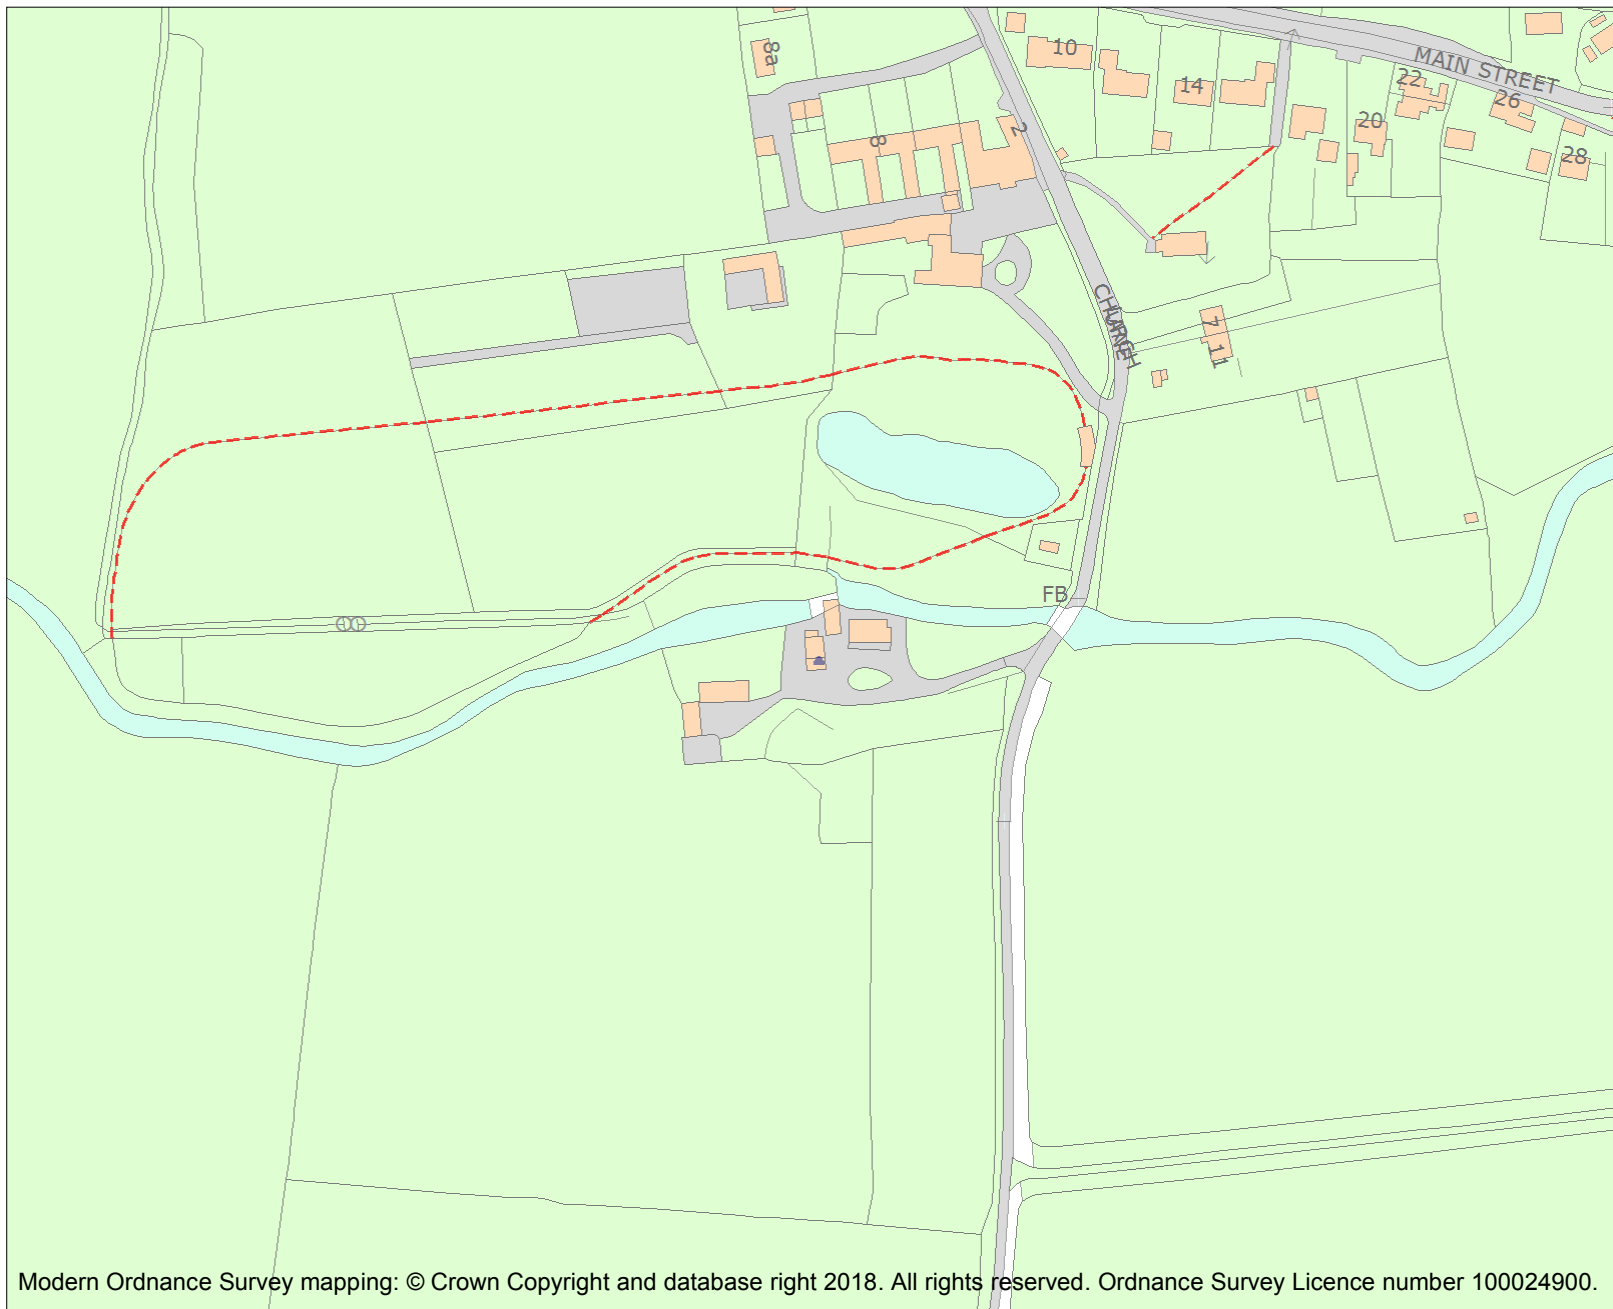 8a
10
MAIN STREET
14
22
26
20
2
8
28
CHURCH
LANE
7
11
FB
Modern Ordnance Survey mapping: © Crown Copyright and database right 2018. All rights reserved. Ordnance Survey Licence number 100024900.